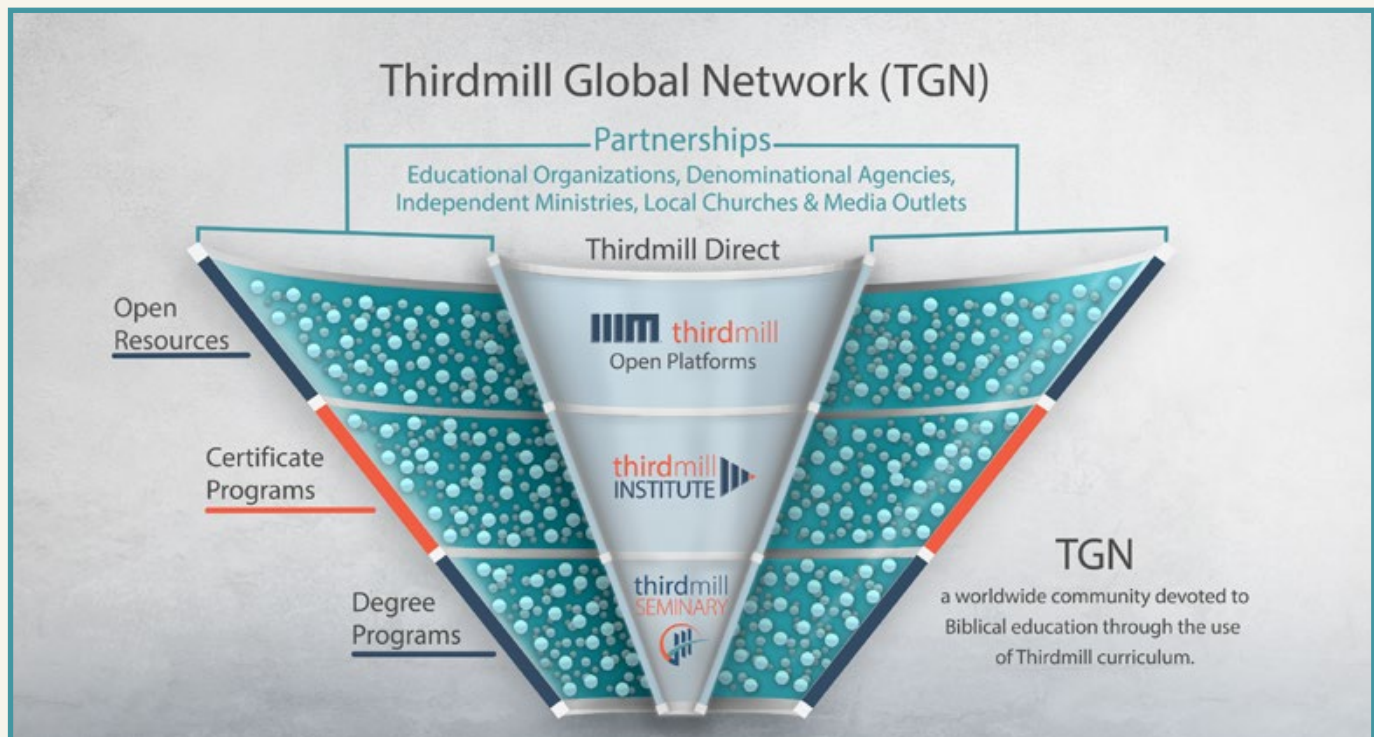 Thirdmill Global Network (TGN)
Partnerships
Educational Organizations, Denominational Agencies,
Independent Ministries, Local Churches & Media Outlets
Thirdmill Direct
Open
Resources
thirdmill
Open Platforms
Certificate
Programs
thirdmill
INSTITUTE
Degree
Programs
thirdmill
SEMINARY
TGN
a worldwide community devoted to
Biblical education through the use
of Thirdmill curriculum.